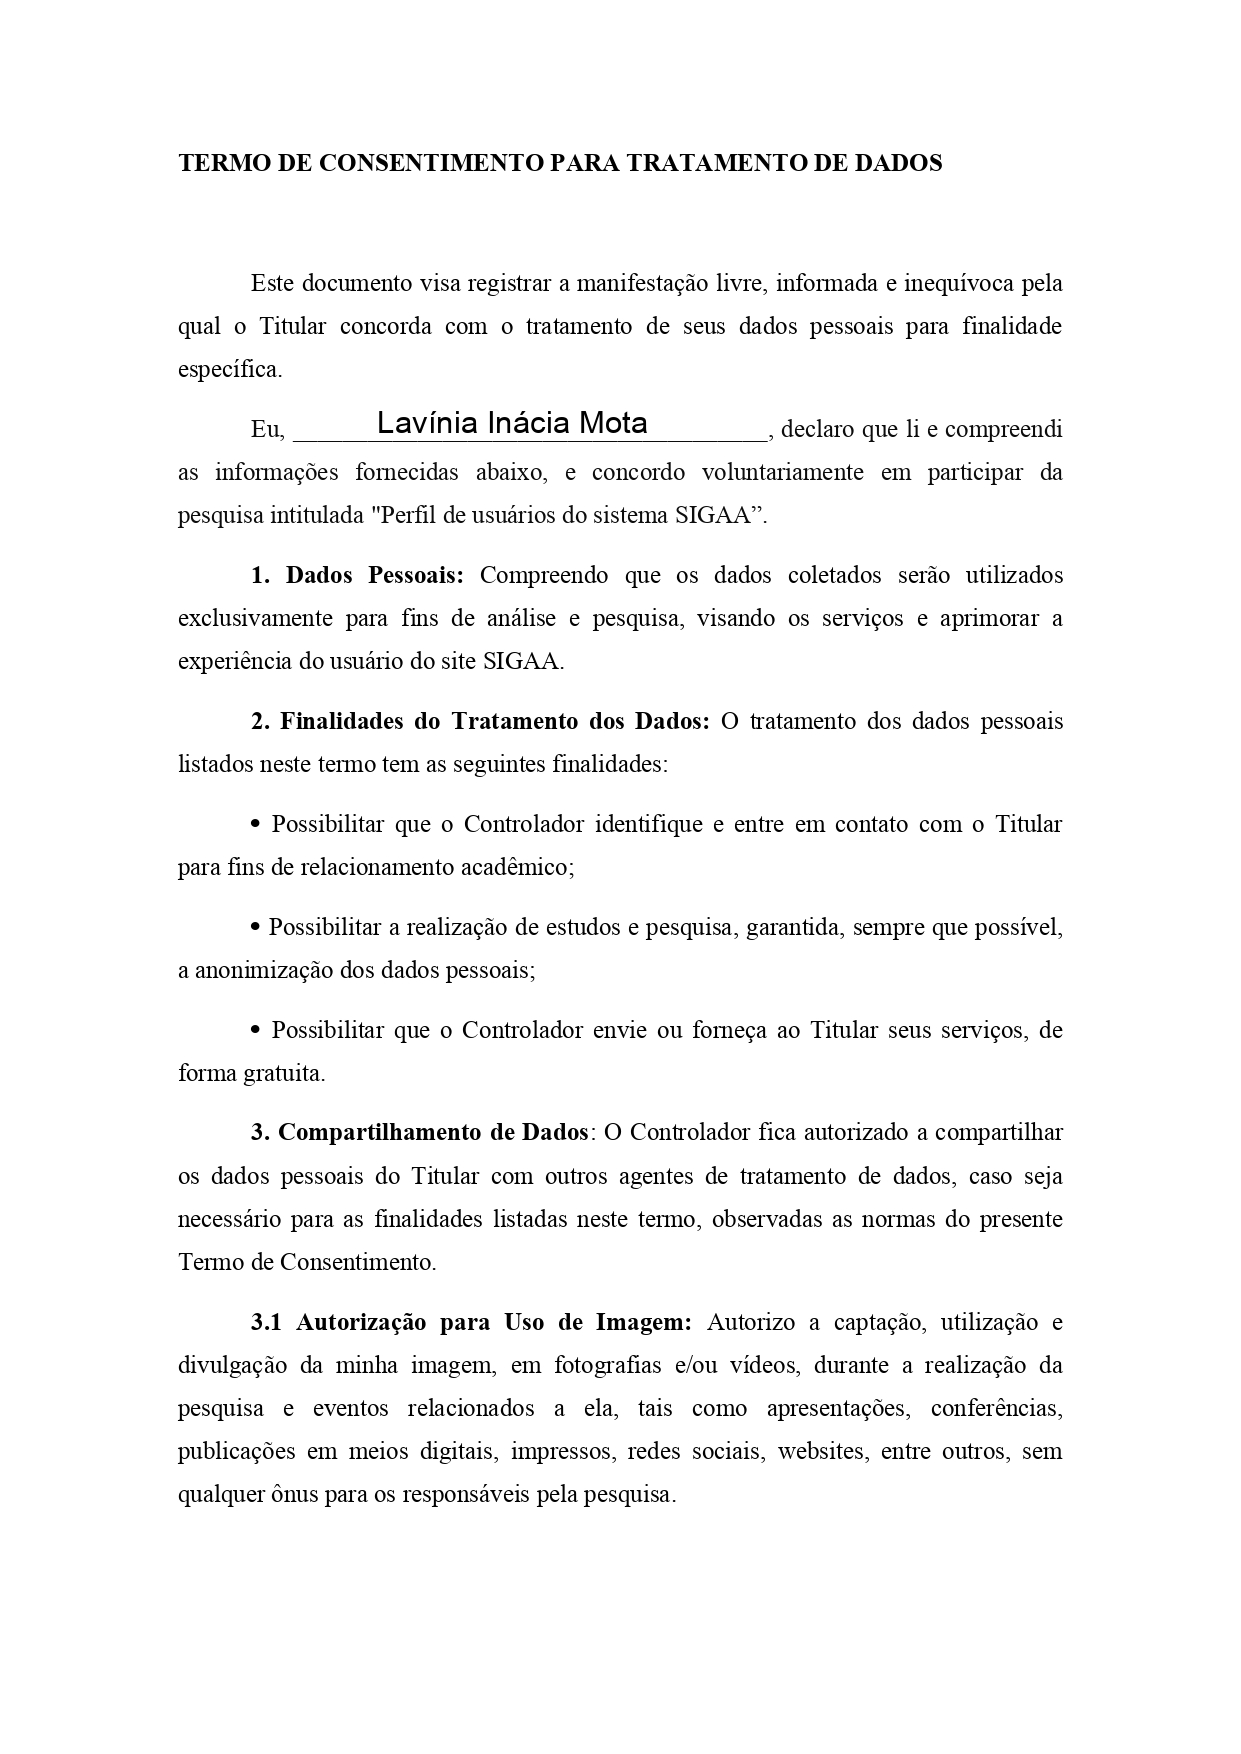 TERMO DE CONSENTIMENTO PARA TRATAMENTO DE DADOS
Este documento visa registrar a manifestação livre, informada e inequívoca pela
qual o Titular concorda com o tratamento de seus dados pessoais para finalidade
específica.
Eu, ______Lavínia Inácia Mota_________, declaro que li e compreendi
as informações fornecidas abaixo, e concordo voluntariamente em participar da
pesquisa intitulada "Perfil de usuários do sistema SIGAA”.
1. Dados Pessoais: Compreendo que os dados coletados serão utilizados
exclusivamente para fins de análise e pesquisa, visando os serviços e aprimorar a
experiência do usuário do site SIGAA.
2. Finalidades do Tratamento dos Dados: O tratamento dos dados pessoais
listados neste termo tem as seguintes finalidades:
• Possibilitar que o Controlador identifique e entre em contato com o Titular
para fins de relacionamento acadêmico;
• Possibilitar a realização de estudos e pesquisa, garantida, sempre que possível,
a anonimização dos dados pessoais;
• Possibilitar que o Controlador envie ou forneça ao Titular seus serviços, de
forma gratuita.
3. Compartilhamento de Dados: O Controlador fica autorizado a compartilhar
os dados pessoais do Titular com outros agentes de tratamento de dados, caso seja
necessário para as finalidades listadas neste termo, observadas as normas do presente
Termo de Consentimento.
3.1 Autorização para Uso de Imagem: Autorizo a captação, utilização e
divulgação da minha imagem, em fotografias e/ou vídeos, durante a realização da
pesquisa e eventos relacionados a ela, tais como apresentações, conferências,
publicações em meios digitais, impressos, redes sociais, websites, entre outros, sem
qualquer ônus para os responsáveis pela pesquisa.